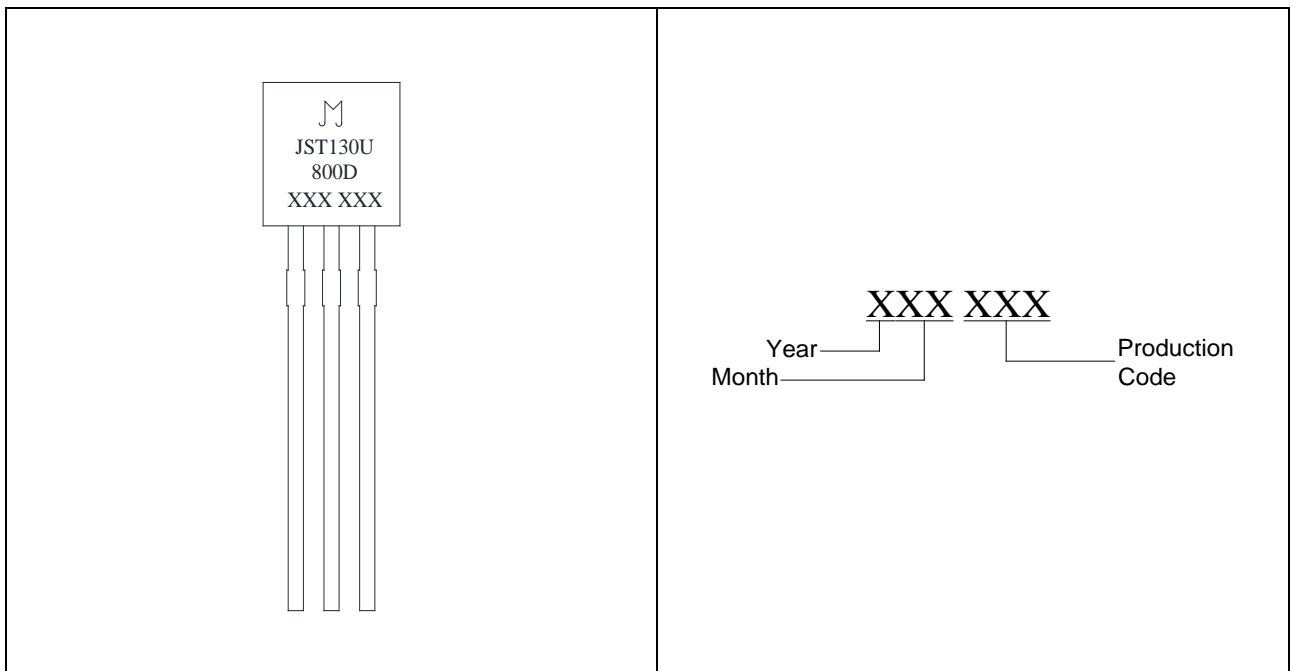 JST130U
800D
XXX XXX
XXX XXX
Year
Month
Production
Code